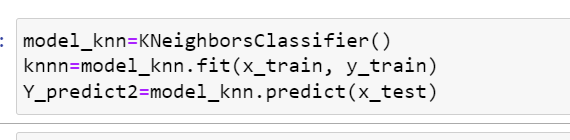 :
model_knn=KNeighborsClassifier()
knnn=model_knn.fit(x_train, y_train)
Y_predict2=model_knn.predict(x_test)